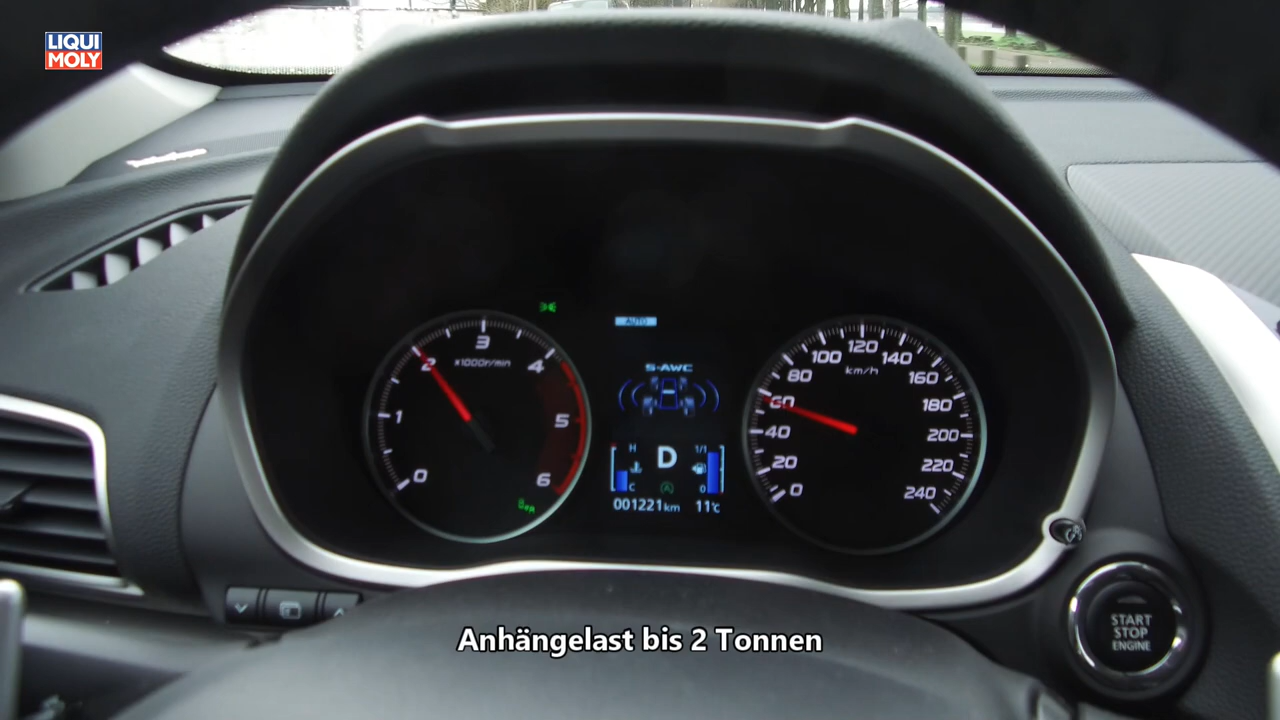 LIQUI
MOLY
AUTO
S-AWC
x1000r/min
0
1
2
3
4
5
6
km/h
0
20
40
60
80
100
120
140
160
180
200
220
240
H
C
D
1/1
0
A
001221km
11℃
START
STOP
ENGINE
Anhängelast bis 2 Tonnen